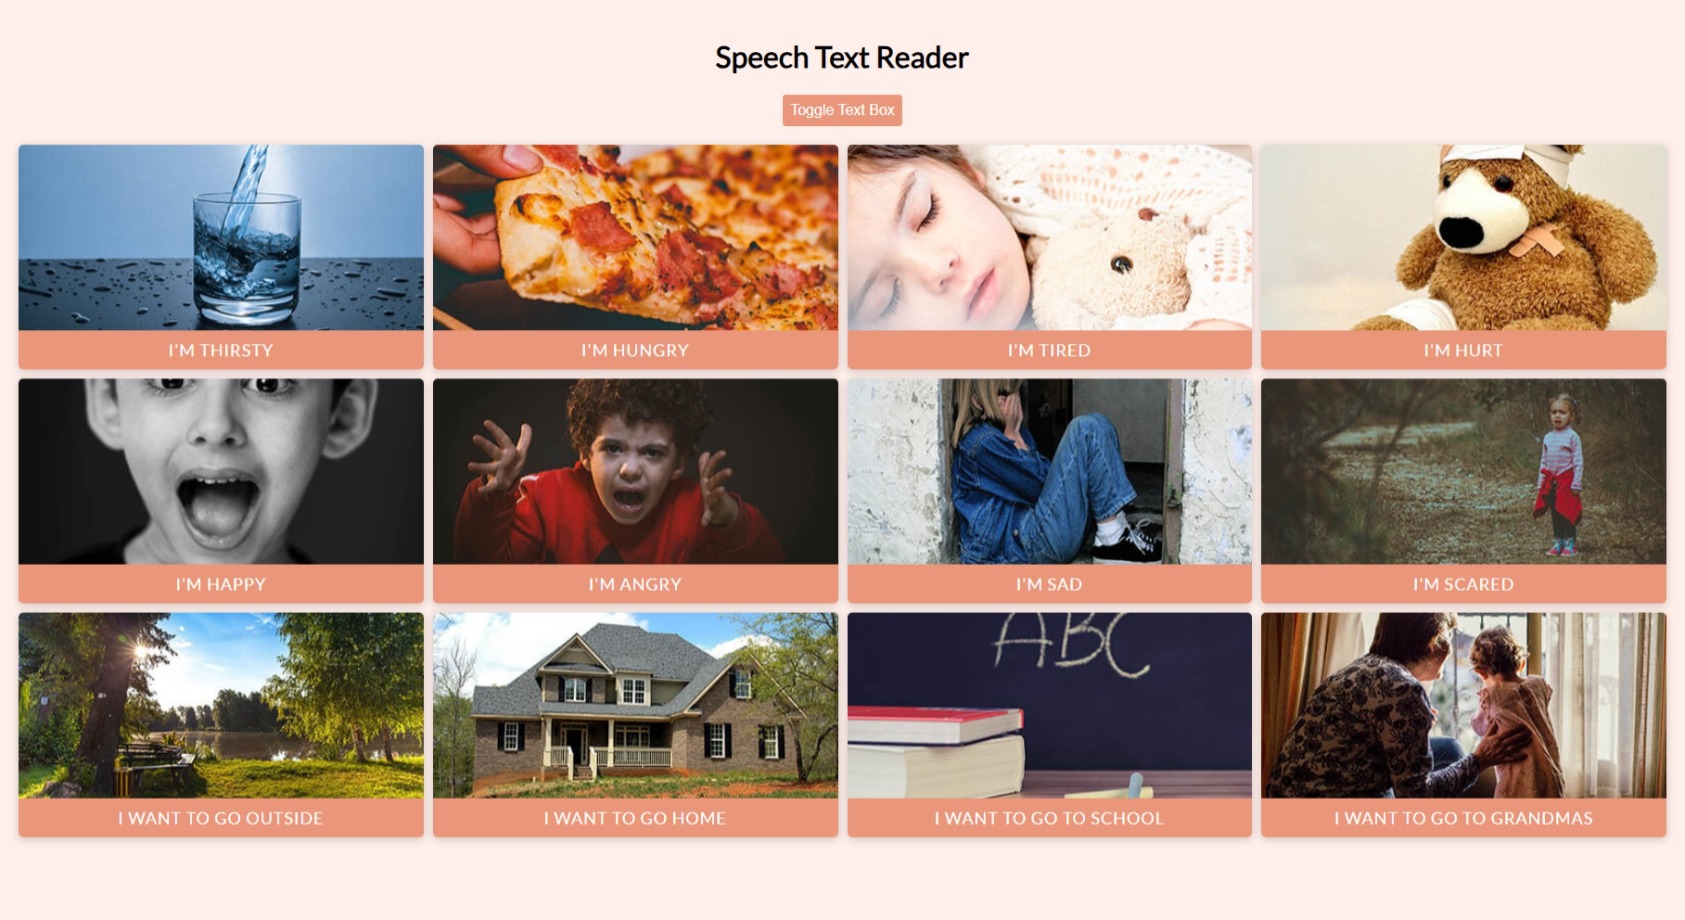 Speech Text Reader
Toggle Text Box
I'M THIRSTY
I'M HUNGRY
I'M TIRED
I'M HURT
I'M HAPPY
I'M ANGRY
I'M SAD
I'M SCARED
ABC
I WANT TO GO OUTSIDE
I WANT TO GO HOME
I WANT TO GO TO SCHOOL
I WANT TO GO TO GRANDMAS